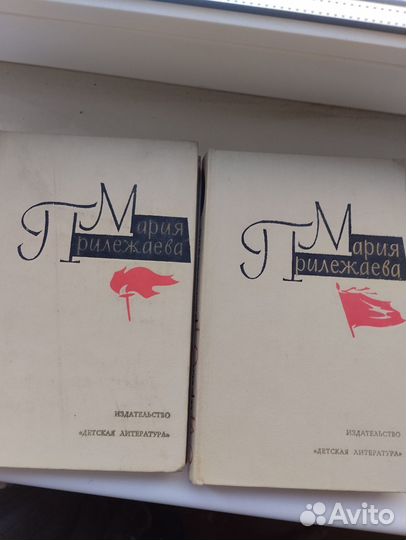 Мария
Прилежаева
ИЗДАТЕЛЬСТВО
«ДЕТСКАЯ ЛИТЕРАТУРА»
Мария
Прилежаева
ИЗДАТЕЛЬСТВО
«ДЕТСКАЯ ЛИТЕРАТУРА»
Avito